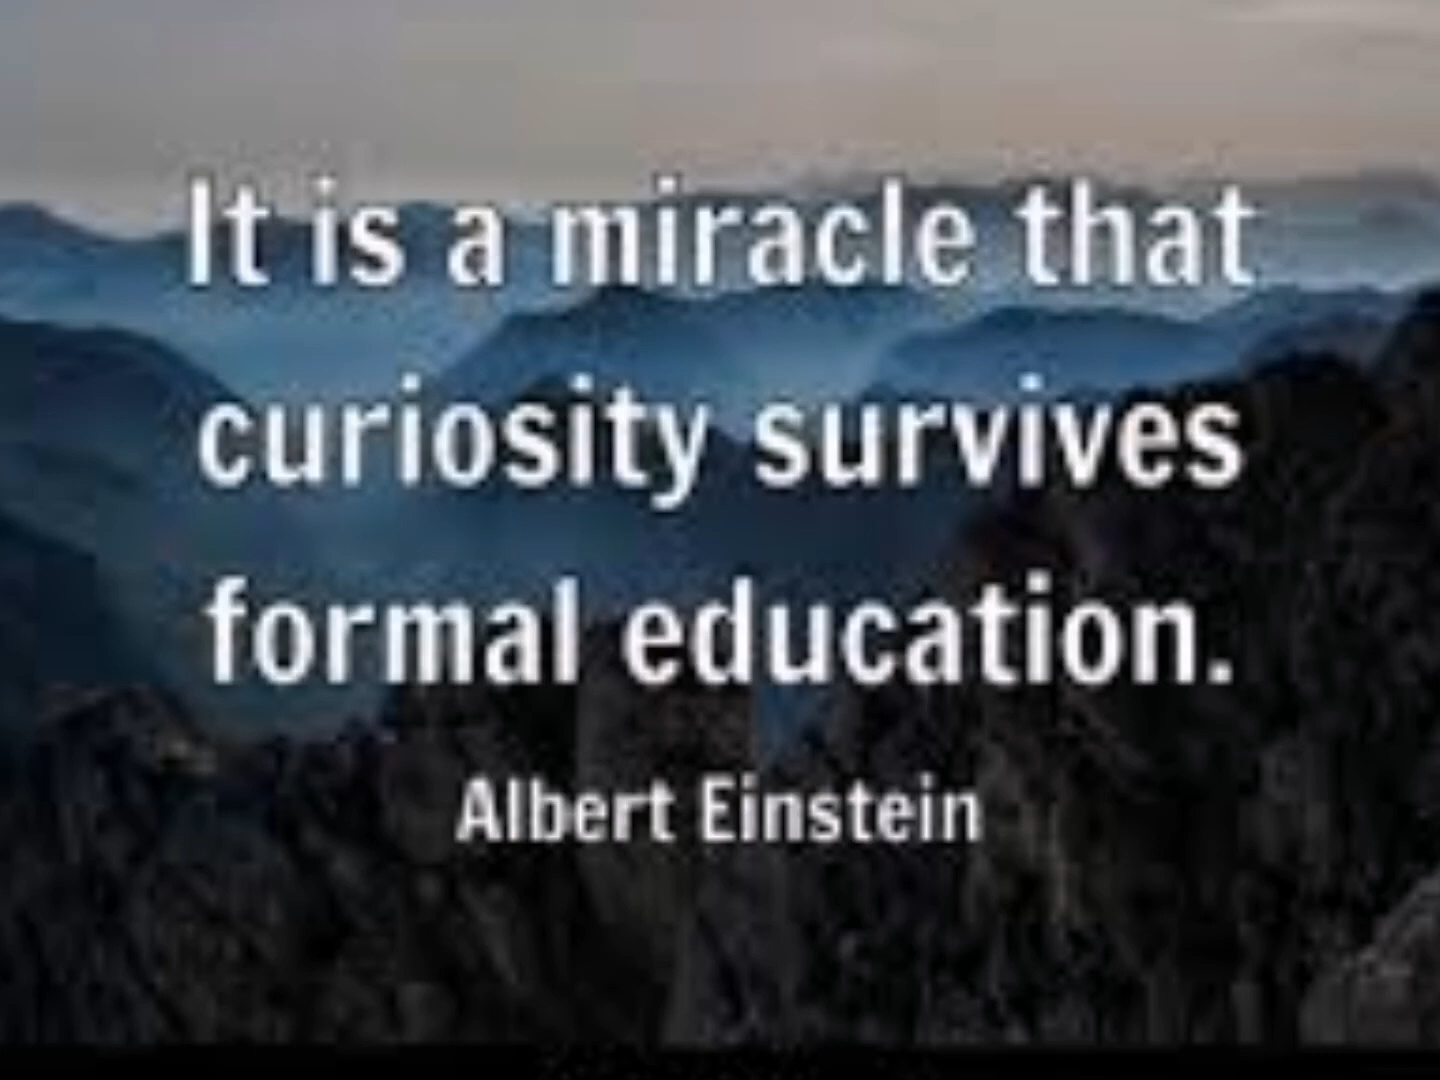 It is a miracle that
curiosity survives
formal education.
Albert Einstein